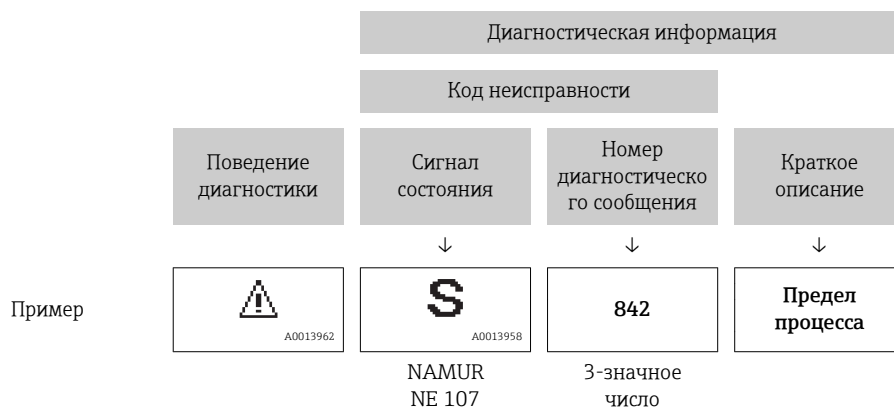 Диагностическая информация
Код неисправности
Поведение
диагностики
Сигнал
состояния
Номер
диагностическо
го сообщения
Краткое
описание
↓
↓
↓
Пример
A0013962
S
A0013958
842
Предел
процесса
NAMUR
NE 107
3-значное
число